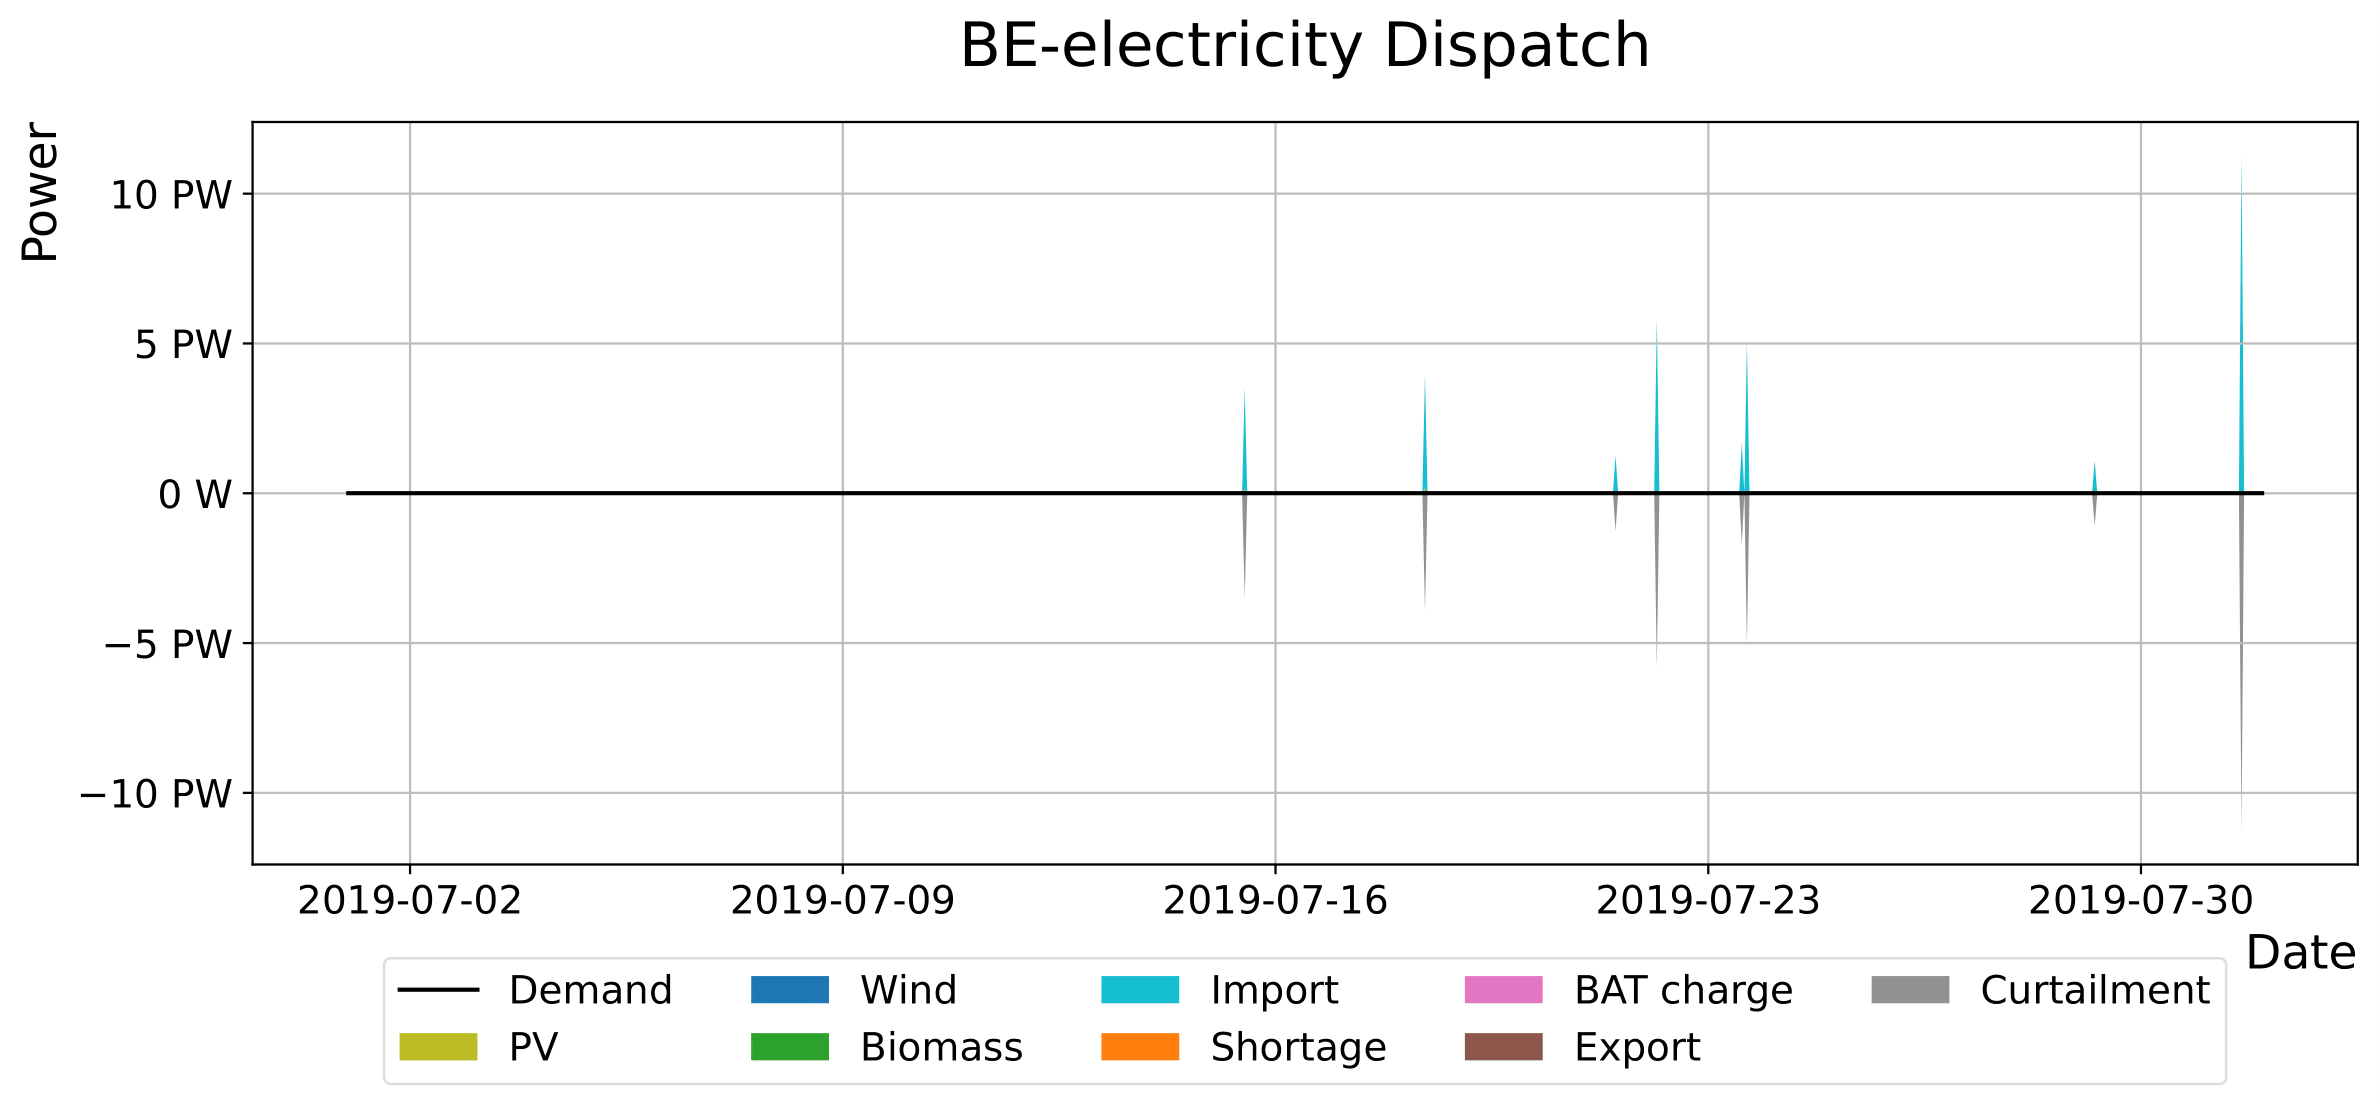 BE-electricity Dispatch
Power
10 PW
5 PW
0 W
−5 PW
−10 PW
2019-07-02 2019-07-09 2019-07-16 2019-07-23 2019-07-30
Date
Demand Wind Import BAT charge Curtailment
PV Biomass Shortage Export